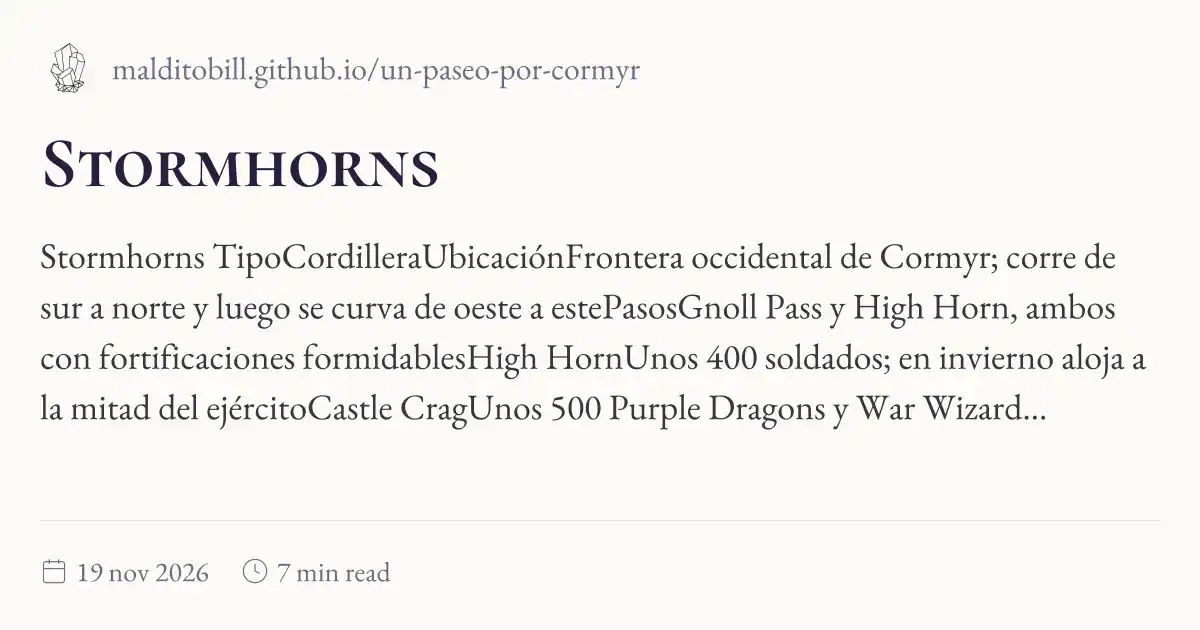 malditobill.github.io/un-paseo-por-cormyr
Stormhorns
Stormhorns TipoCordilleraUbicaciónFrontera occidental de Cormyr; corre de
sur a norte y luego se curva de oeste a estePasosGnoll Pass y High Horn, ambos
con fortificaciones formidablesHigh HornUnos 400 soldados; en invierno aloja a
la mitad del ejércitoCastle CragUnos 500 Purple Dragons y War Wizard...
19 nov 2026
7 min read